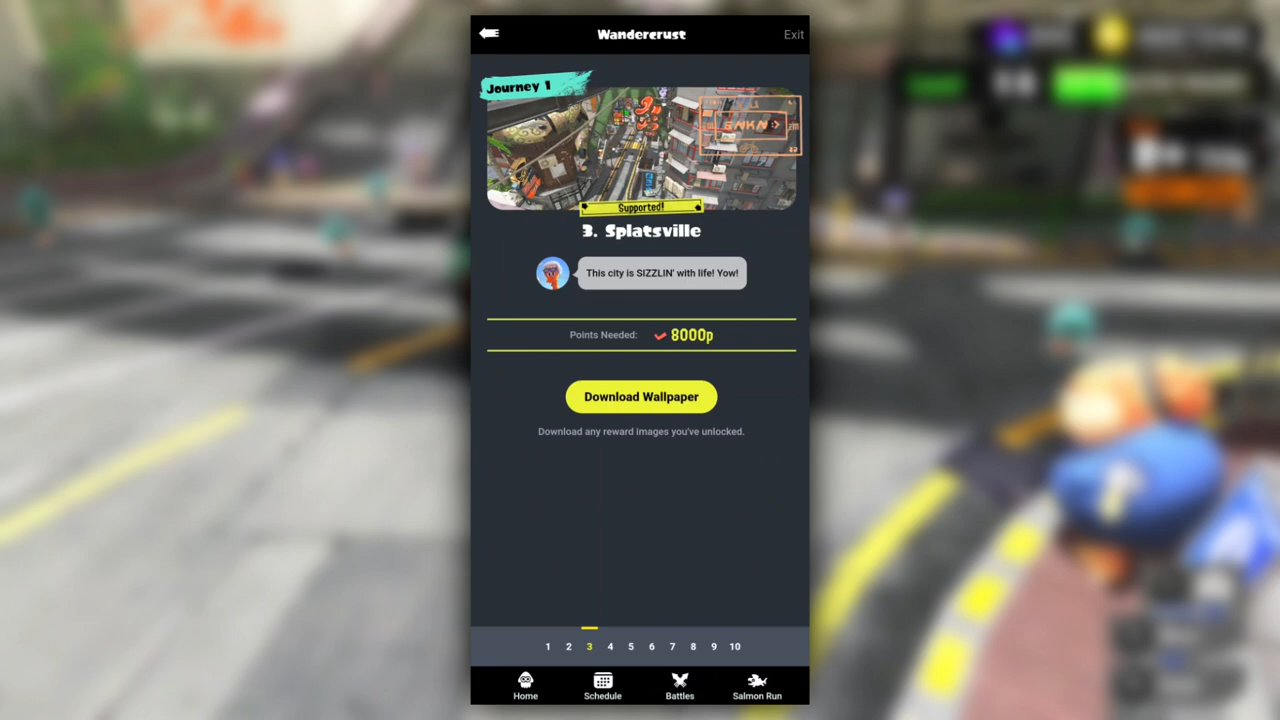 Wandercrust
Exit
Journey 1
Supported!
3. Splatsville
This city is SIZZLIN' with life! Yow!
Points Needed: 8000p
Download Wallpaper
Download any reward images you've unlocked.
1 2 3 4 5 6 7 8 9 10
Home Schedule Battles Salmon Run